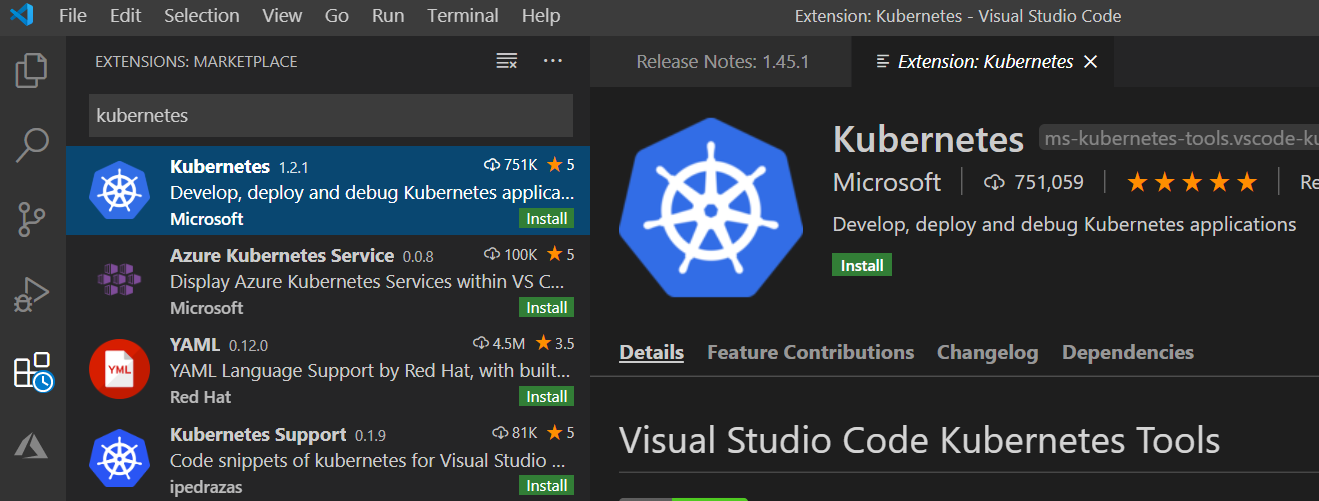 File Edit Selection View Go Run Terminal Help Extension: Kubernetes - Visual Studio Code
EXTENSIONS: MARKETPLACE
kubernetes
Kubernetes 1.2.1 751K 5
Develop, deploy and debug Kubernetes applica...
Microsoft Install
Azure Kubernetes Service 0.0.8 100K 5
Display Azure Kubernetes Services within VS C...
Microsoft Install
YAML 0.12.0 4.5M 3.5
YML
YAML Language Support by Red Hat, with built...
Red Hat Install
Kubernetes Support 0.1.9 81K 5
Code snippets of kubernetes for Visual Studio ...
ipedrazas Install
Release Notes: 1.45.1 Extension: Kubernetes
Kubernetes ms-kubernetes-tools.vscode-ku
Microsoft 751,059 Re
Develop, deploy and debug Kubernetes applications
Install
Details Feature Contributions Changelog Dependencies
Visual Studio Code Kubernetes Tools